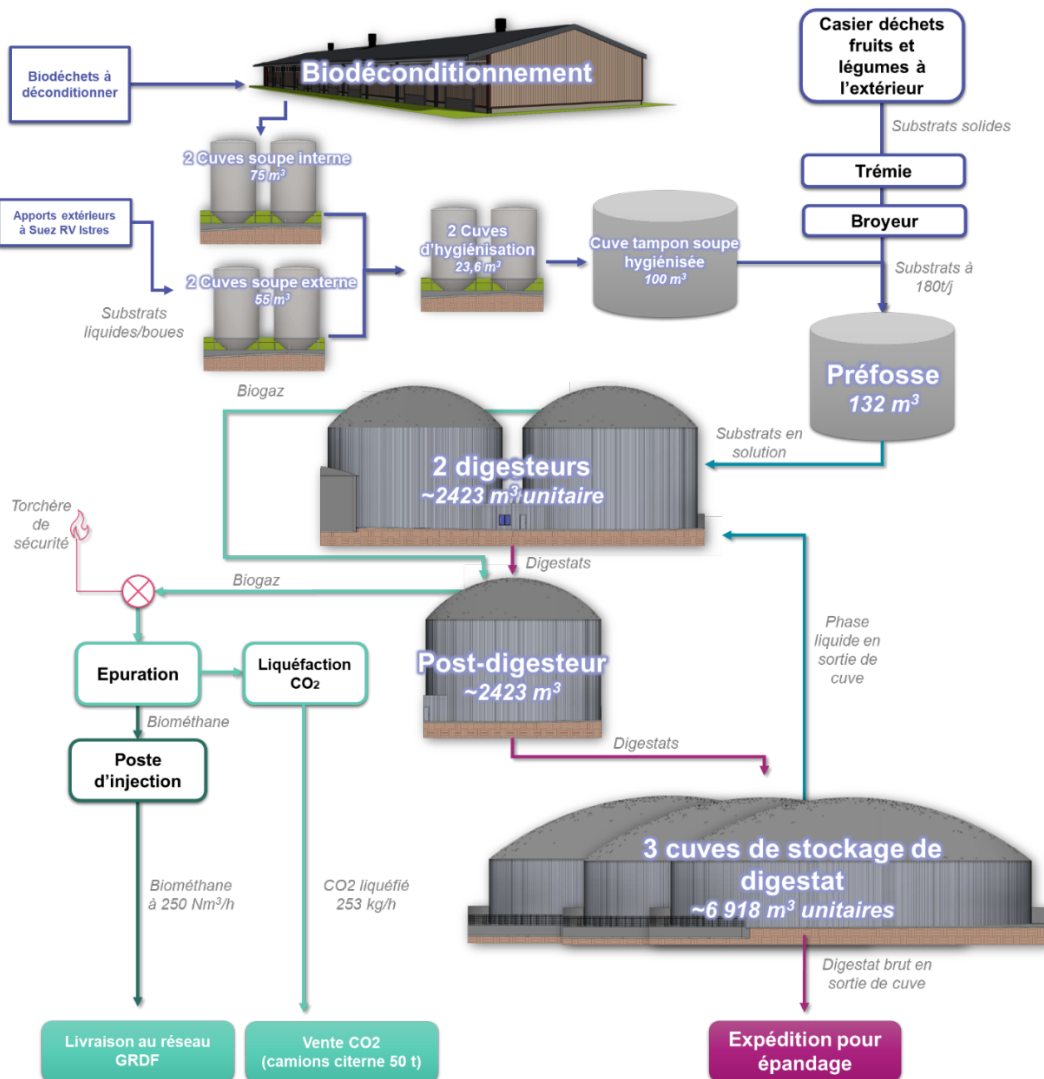 Biodéchets à
déconditionner
Biodéconditionnement
Casier déchets
fruits et
légumes à
l'extérieur
Substrats solides
Trémie
Broyeur
2 Cuves soupe interne
75 m³
Apports extérieurs
à Suez RV Istres
2 Cuves soupe externe
55 m³
Substrats
liquides/boues
2 Cuves
d'hygiénisation
23,6 m³
Cuve tampon soupe
hygiénisée
100 m³
Substrats à
180t/j
Préfosse
132 m³
Biogaz
Substrats en
solution
2 digesteurs
~2423 m³ unitaire
Torchère
de
sécurité
Digestats
Biogaz
Post-digesteur
~2423 m³
Phase
liquide en
sortie de
cuve
Epuration
Liquéfaction
CO₂
Biométhane
Poste
d'injection
Digestats
3 cuves de stockage de
digestat
~6 918 m³ unitaires
Biométhane
à 250 Nm³/h
CO2 liquéfié
253 kg/h
Digestat brut en
sortie de cuve
Livraison au réseau
GRDF
Vente CO2
(camions citerne 50 t)
Expédition pour
épandage